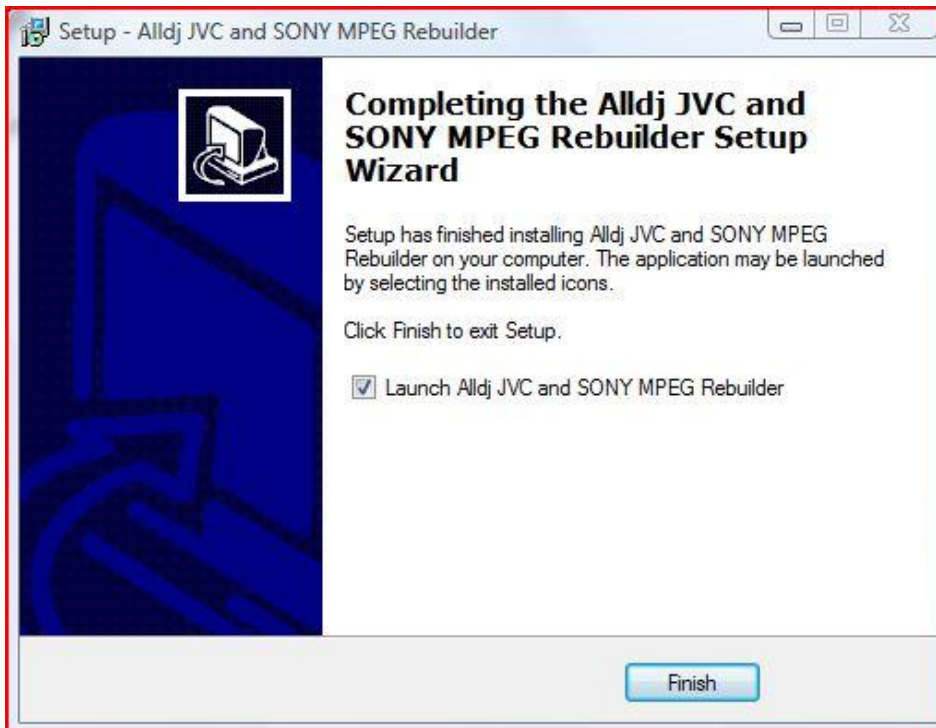 Setup - Alldj JVC and SONY MPEG Rebuilder
Completing the Alldj JVC and
SONY MPEG Rebuilder Setup
Wizard
Setup has finished installing Alldj JVC and SONY MPEG
Rebuilder on your computer. The application may be launched
by selecting the installed icons.
Click Finish to exit Setup.
Launch Alldj JVC and SONY MPEG Rebuilder
Finish